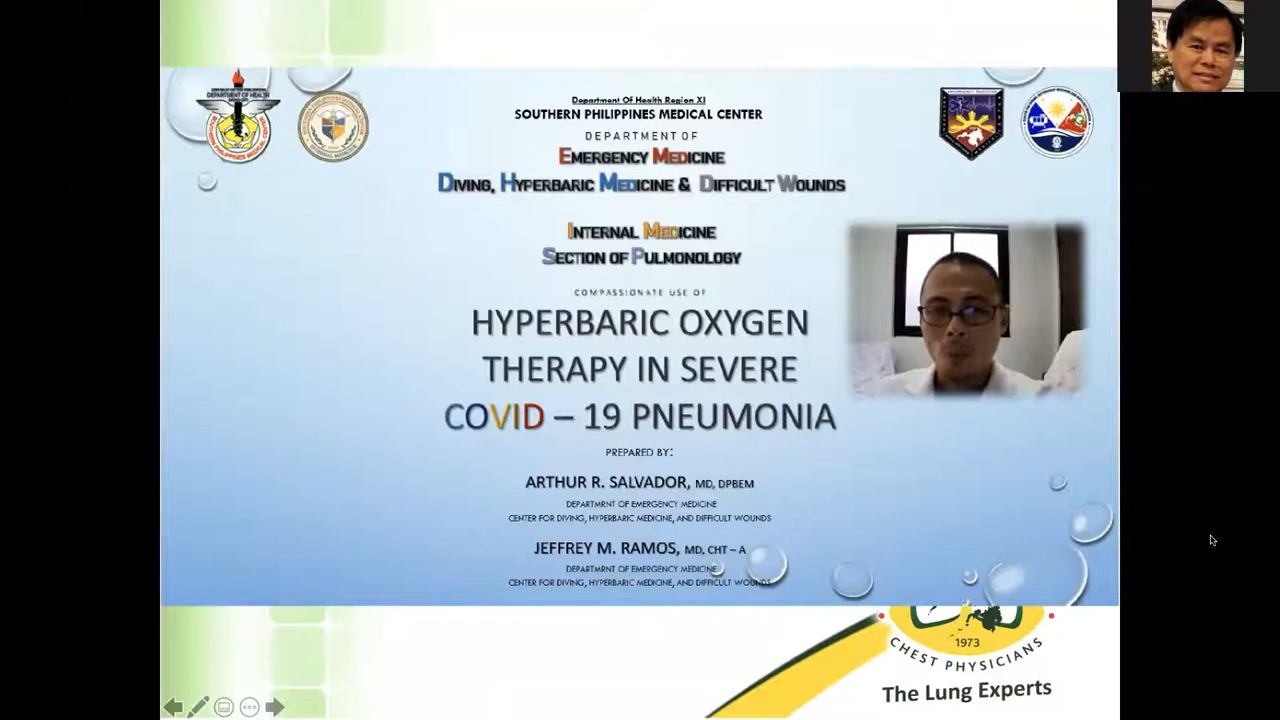 Department Of Health Region XI
SOUTHERN PHILIPPINES MEDICAL CENTER
DEPARTMENT OF
EMERGENCY MEDICINE
DIVING, HYPERBARIC MEDICINE & DIFFICULT WOUNDS
INTERNAL MEDICINE
SECTION OF PULMONOLOGY
COMPASSIONATE USE OF
HYPERBARIC OXYGEN
THERAPY IN SEVERE
COVID – 19 PNEUMONIA
PREPARED BY:
ARTHUR R. SALVADOR, MD, DPBEM
DEPARTMRNT OF EMERGENCY MEDICINE
CENTER FOR DIVING, HYPERBARIC MEDICINE, AND DIFFICULT WOUNDS
JEFFREY M. RAMOS, MD, CHT – A
DEPARTMRNT OF EMERGENCY MEDICINE
CENTER FOR DIVING, HYPERBARIC MEDICINE, AND DIFFICULT WOUNDS
1973
CHEST PHYSICIANS
The Lung Experts